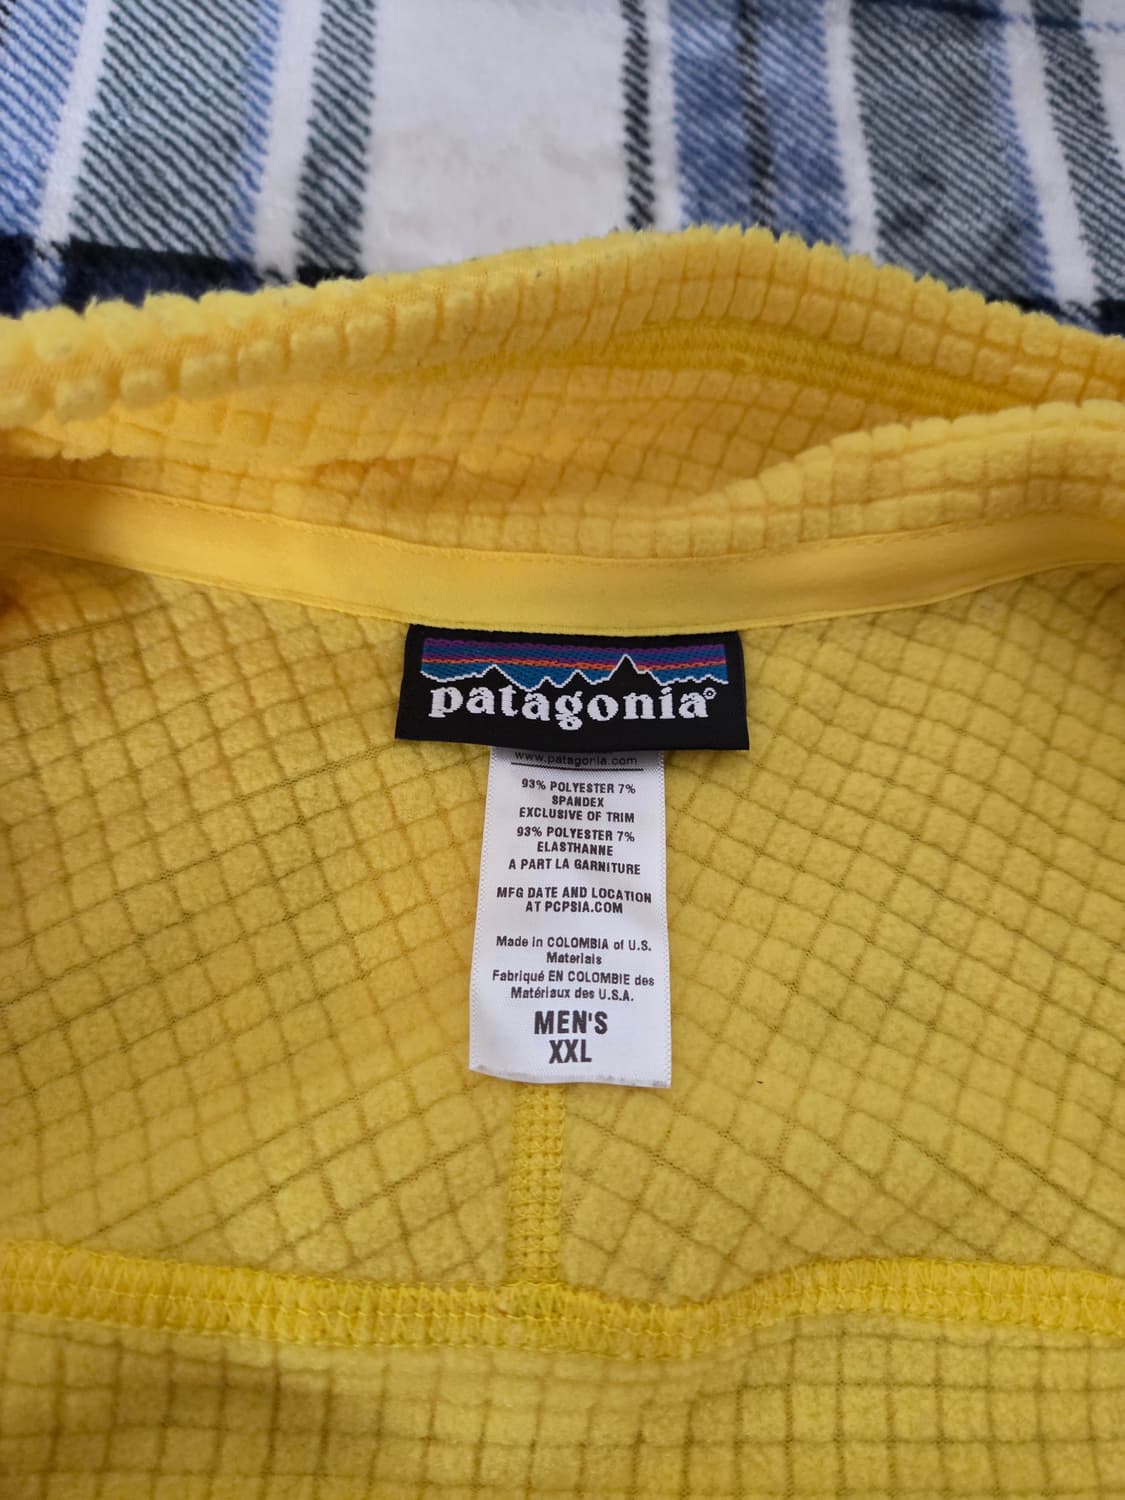 patagonia®
www.patagonia.com
93% POLYESTER 7%
SPANDEX
EXCLUSIVE OF TRIM
93% POLYESTER 7%
ELASTHANNE
A PART LA GARNITURE
MFG DATE AND LOCATION
AT PCPSIA.COM
Made in COLOMBIA of U.S.
Materials
Fabriqué EN COLOMBIE des
Matériaux des U.S.A.
MEN'S
XXL